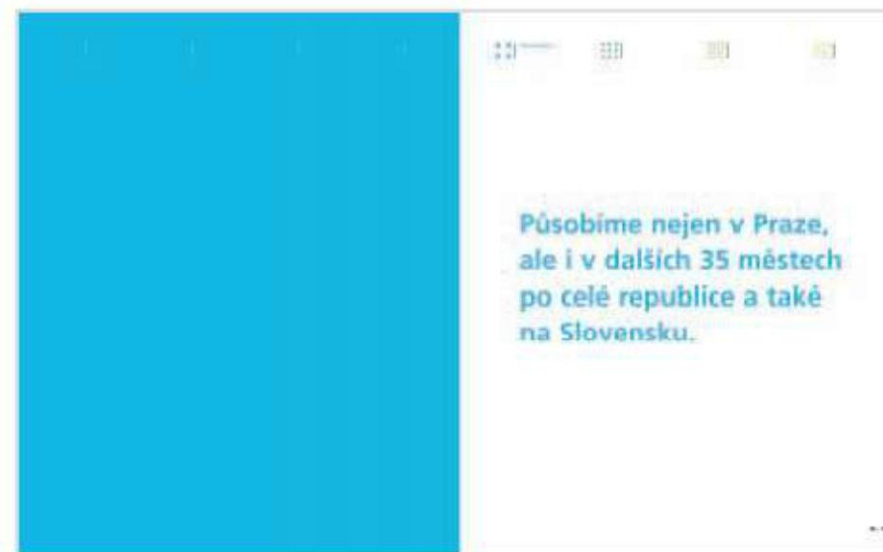 Působíme nejen v Praze,
ale i v dalších 35 městech
po celé republice a také
na Slovensku.